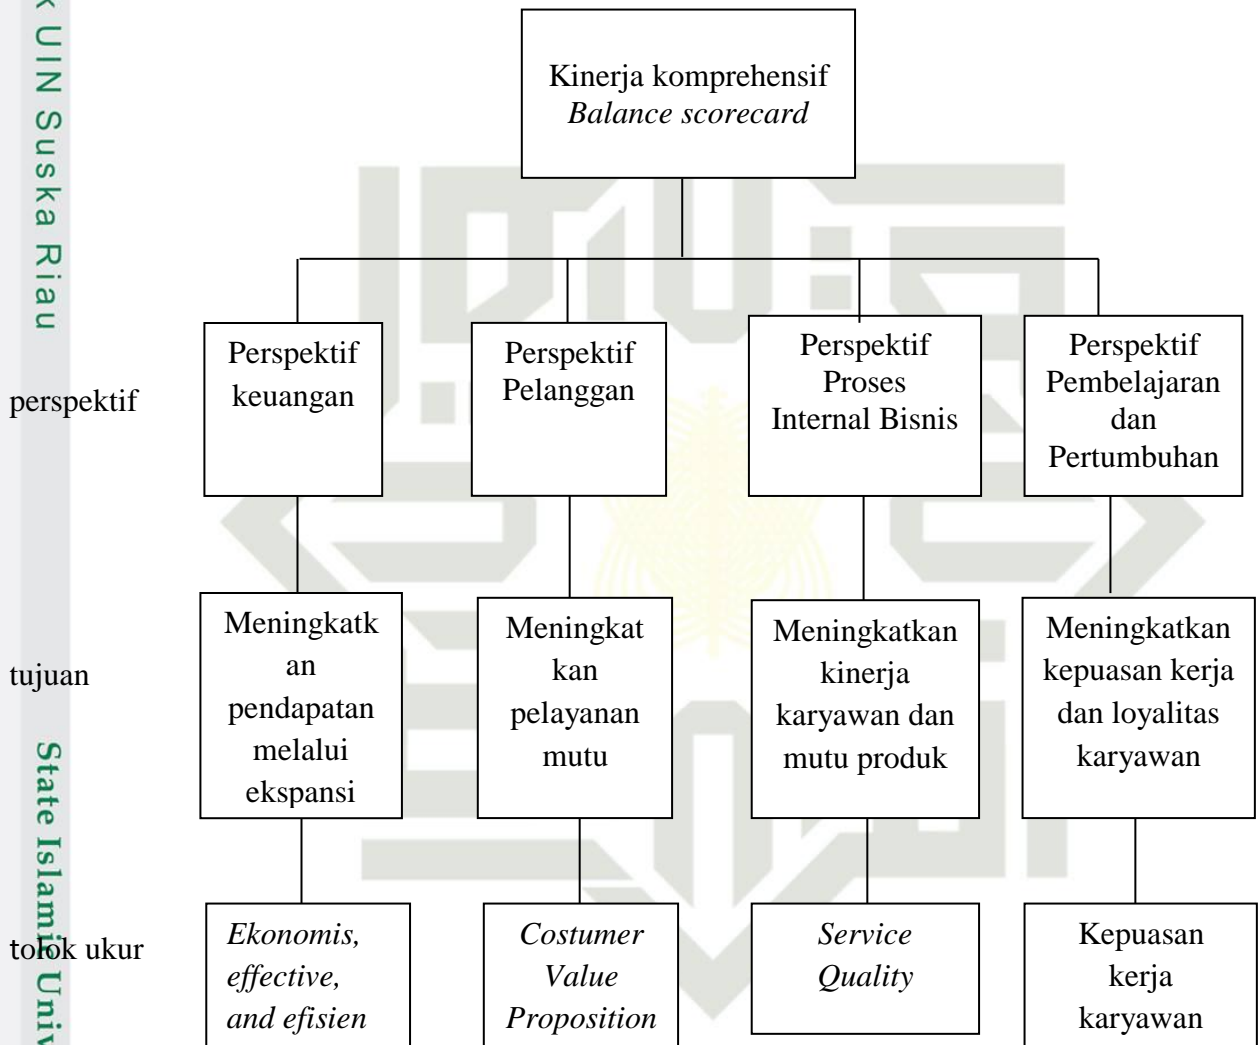 k UIN Suska Riau
State Islamic Univ
Kinerja komprehensif
Balance scorecard
perspektif
Perspektif
keuangan
Perspektif
Pelanggan
Perspektif
Proses
Internal Bisnis
Perspektif
Pembelajaran
dan
Pertumbuhan
tujuan
Meningkatk
an
pendapatan
melalui
ekspansi
Meningkat
kan
pelayanan
mutu
Meningkatkan
kinerja
karyawan dan
mutu produk
Meningkatkan
kepuasan kerja
dan loyalitas
karyawan
tolok ukur
Ekonomis,
effective,
and efisien
Costumer
Value
Proposition
Service
Quality
Kepuasan
kerja
karyawan